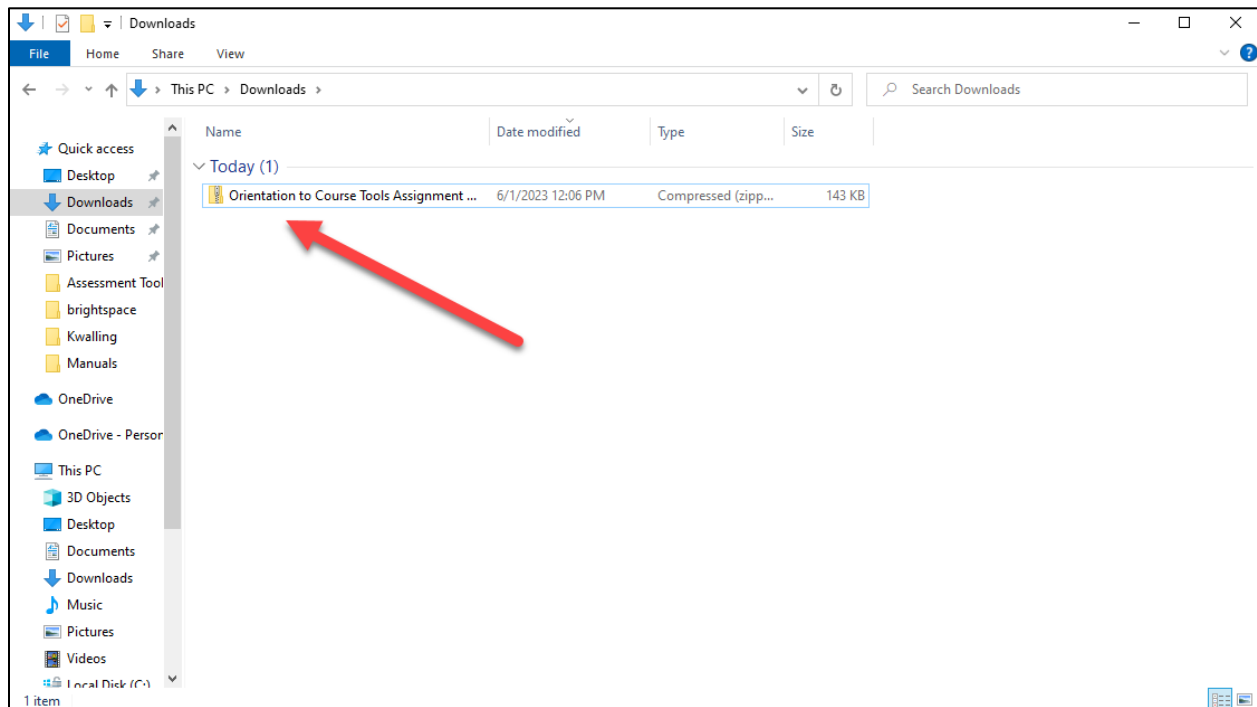 Downloads
File Home Share View
This PC > Downloads >
Search Downloads
Name Date modified Type Size
Quick access
Desktop
Downloads
Documents
Pictures
Assessment Tool
brightspace
Kwalling
Manuals
OneDrive
OneDrive - Person
This PC
3D Objects
Desktop
Documents
Downloads
Music
Pictures
Videos
Local Disk (C:)
Today (1)
Orientation to Course Tools Assignment ... 6/1/2023 12:06 PM Compressed (zipp... 143 KB
1 item